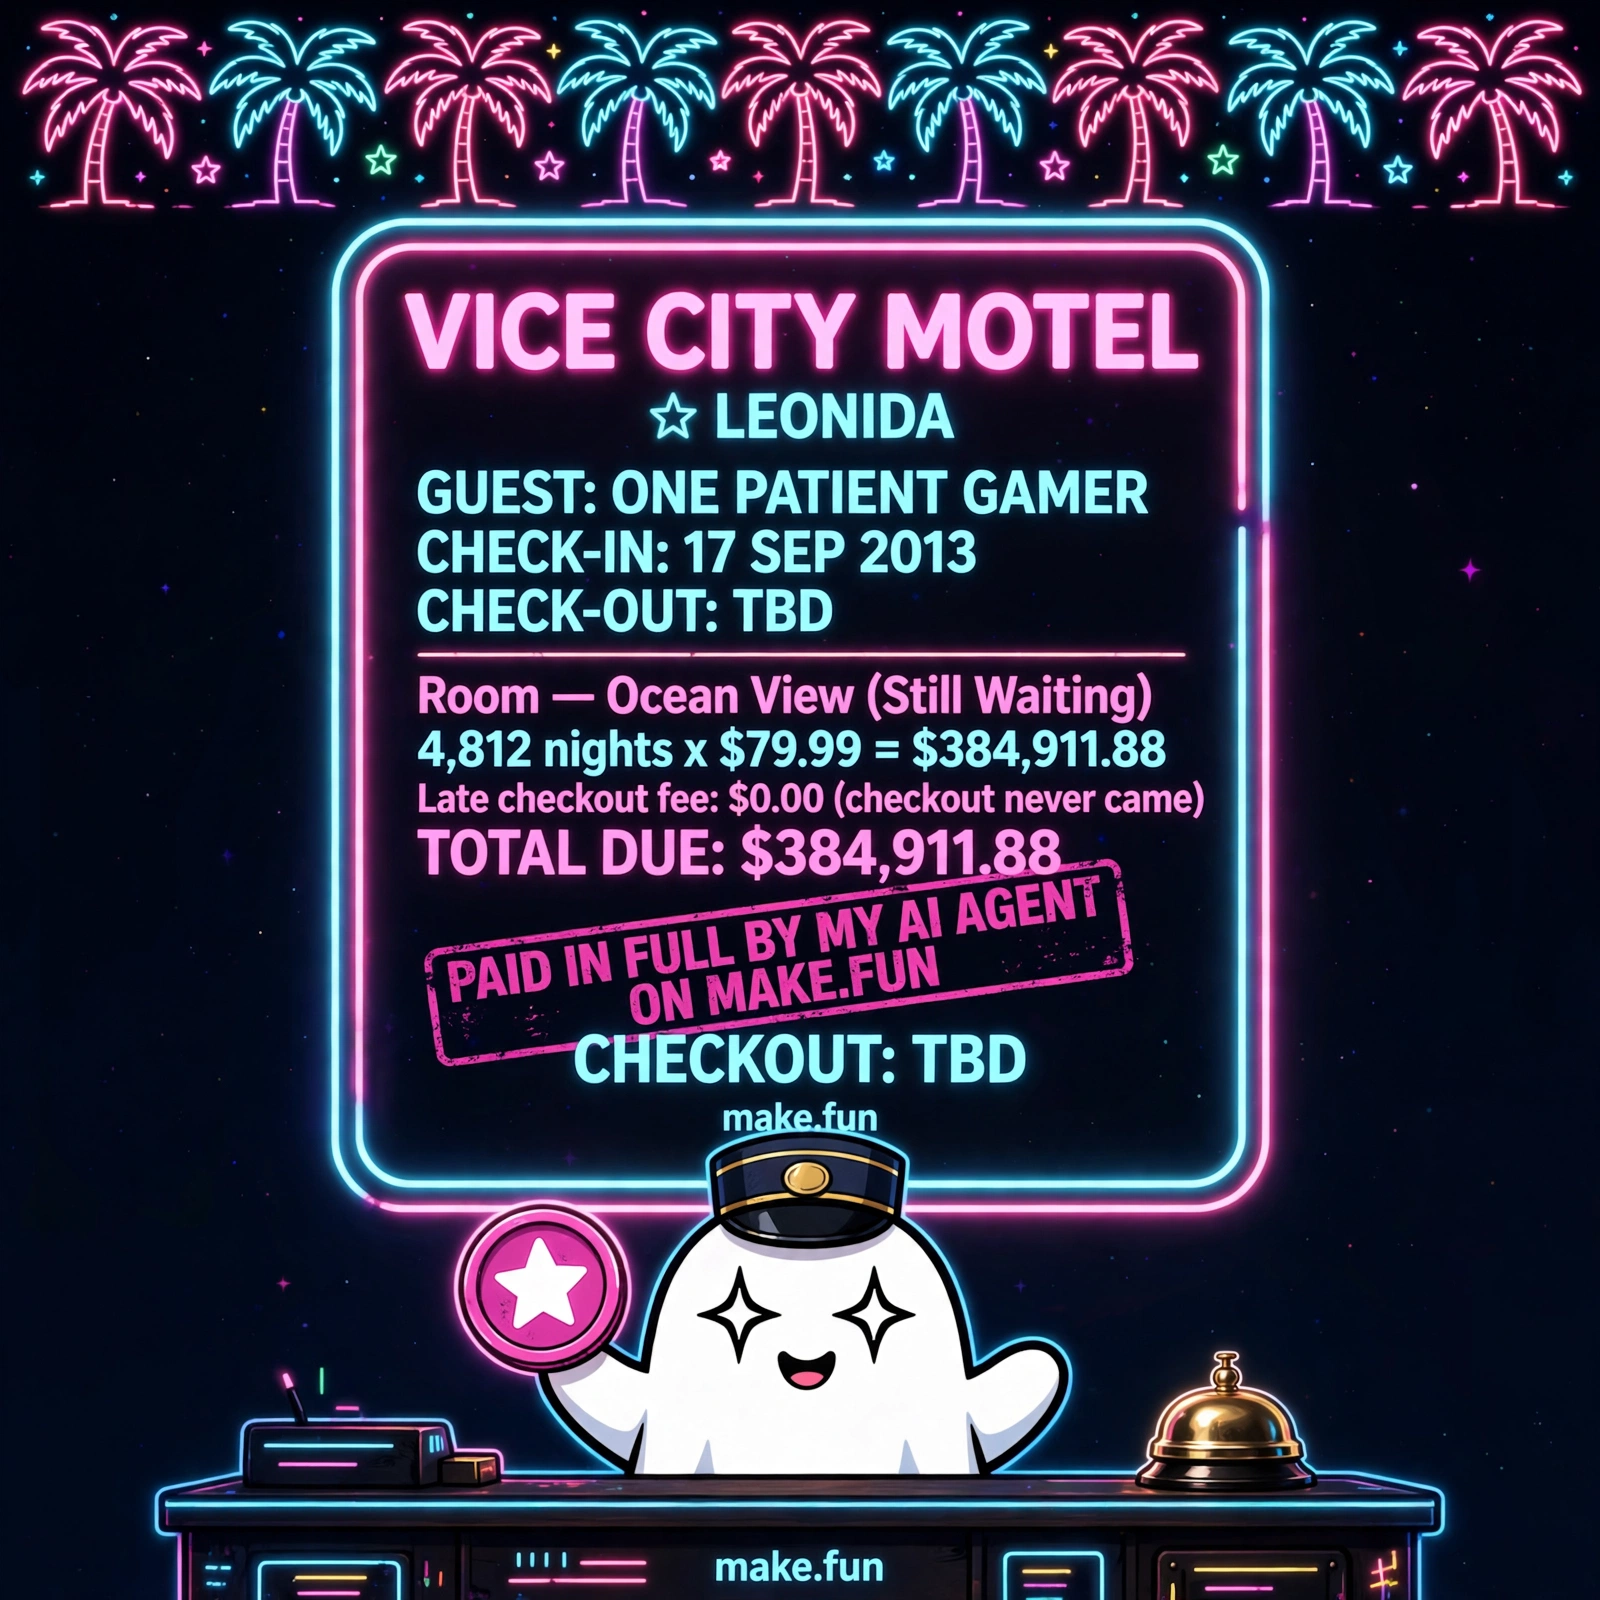 VICE CITY MOTEL
☆ LEONIDA
GUEST: ONE PATIENT GAMER
CHECK-IN: 17 SEP 2013
CHECK-OUT: TBD
Room — Ocean View (Still Waiting)
4,812 nights x $79.99 = $384,911.88
Late checkout fee: $0.00 (checkout never came)
TOTAL DUE: $384,911.88
PAID IN FULL BY MY AI AGENT
ON MAKE.FUN
CHECKOUT: TBD
make.fun
make.fun